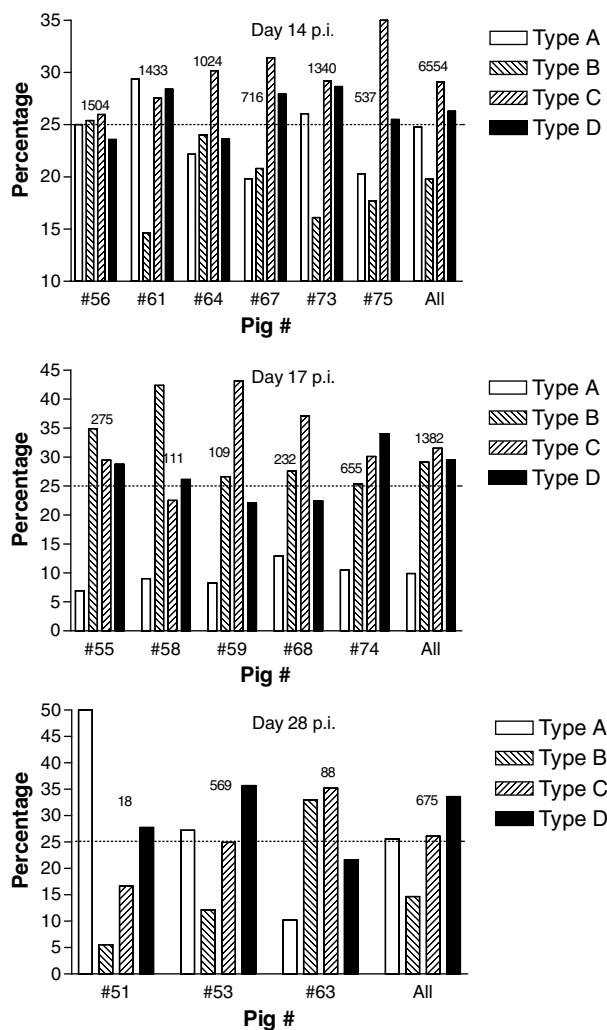 Day 14 p.i.
Percentage
35
30
25
20
15
10
1504
1433
1024
716
1340
537
6554
#56 #61 #64 #67 #73 #75 All
Pig #
Type A
Type B
Type C
Type D
Day 17 p.i.
Percentage
45
40
35
30
25
20
15
10
5
0
275
111
109
232
655
1382
#55 #58 #59 #68 #74 All
Pig #
Type A
Type B
Type C
Type D
Day 28 p.i.
Percentage
50
45
40
35
30
25
20
15
10
5
0
18
569
88
675
#51 #53 #63 All
Pig #
Type A
Type B
Type C
Type D